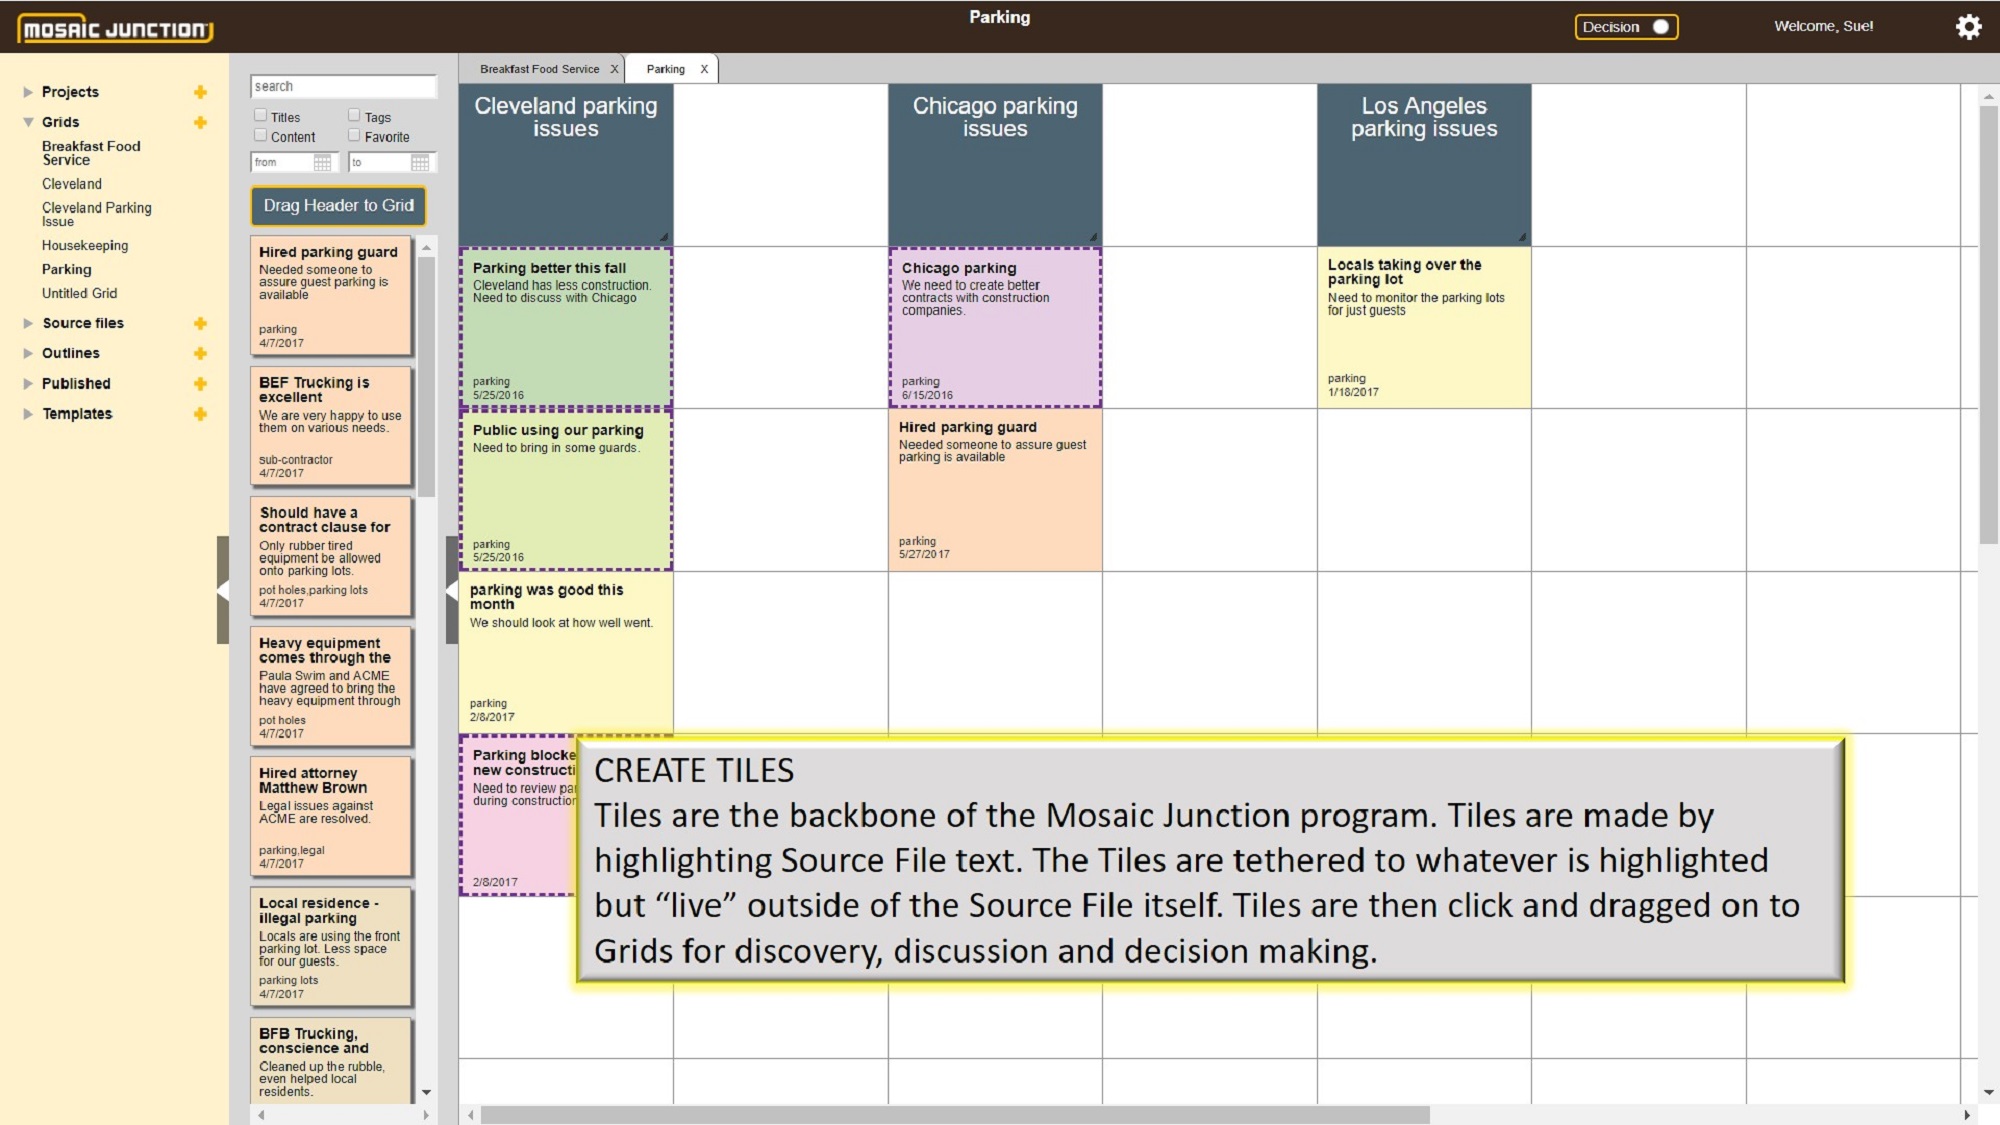 MOSAIC JUNCTION
Parking
Decision
Welcome, Sue!
Projects
Grids
Breakfast Food
Service
Cleveland
Cleveland Parking
Issue
Housekeeping
Parking
Untitled Grid
Source files
Outlines
Published
Templates
search
Titles
Tags
Content
Favorite
from
to
Drag Header to Grid
Hired parking guard
Needed someone to
assure guest parking is
available
parking
4/7/2017
BEF Trucking is
excellent
We are very happy to use
them on various needs.
sub-contractor
4/7/2017
Should have a
contract clause for
Only rubber tired
equipment be allowed
onto parking lots.
pot holes,parking lots
4/7/2017
Heavy equipment
comes through the
Paula Swim and ACME
have agreed to bring the
heavy equipment through
pot holes
4/7/2017
Hired attorney
Matthew Brown
Legal issues against
ACME are resolved.
parking,legal
4/7/2017
Local residence -
illegal parking
Locals are using the front
parking lot. Less space
for our guests.
parking lots
4/7/2017
BFB Trucking,
conscience and
Cleaned up the rubble,
even helped local
residents.
Breakfast Food Service X
Parking X
Cleveland parking
issues
Parking better this fall
Cleveland has less construction.
Need to discuss with Chicago
parking
5/25/2016
Public using our parking
Need to bring in some guards.
parking
5/25/2016
parking was good this
month
We should look at how well went.
parking
2/8/2017
Parking blocke
new constructi
Need to review pa
during construction
2/8/2017
Chicago parking
issues
Chicago parking
We need to create better
contracts with construction
companies.
parking
6/15/2016
Hired parking guard
Needed someone to assure guest
parking is available
parking
5/27/2017
Los Angeles
parking issues
Locals taking over the
parking lot
Need to monitor the parking lots
for just guests
parking
1/18/2017
CREATE TILES
Tiles are the backbone of the Mosaic Junction program. Tiles are made by
highlighting Source File text. The Tiles are tethered to whatever is highlighted
but “live” outside of the Source File itself. Tiles are then click and dragged on to
Grids for discovery, discussion and decision making.